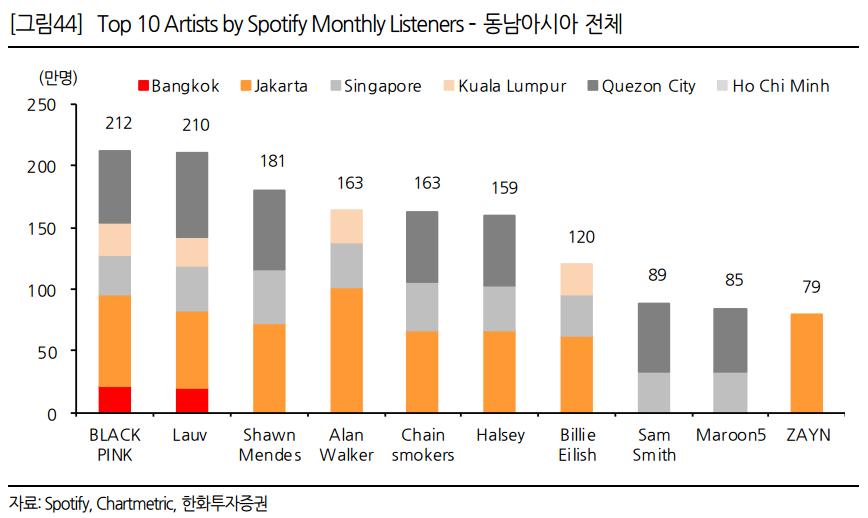 [그림44] Top 10 Artists by Spotify Monthly Listeners - 동남아시아 전체
(만명)
Bangkok Jakarta Singapore Kuala Lumpur Quezon City Ho Chi Minh
250
200
150
100
50
0
212 210 181 163 163 159 120 89 85 79
BLACK PINK Lauv Shawn Mendes Alan Walker Chain smokers Halsey Billie Eilish Sam Smith Maroon5 ZAYN
자료: Spotify, Chartmetric, 한화투자증권